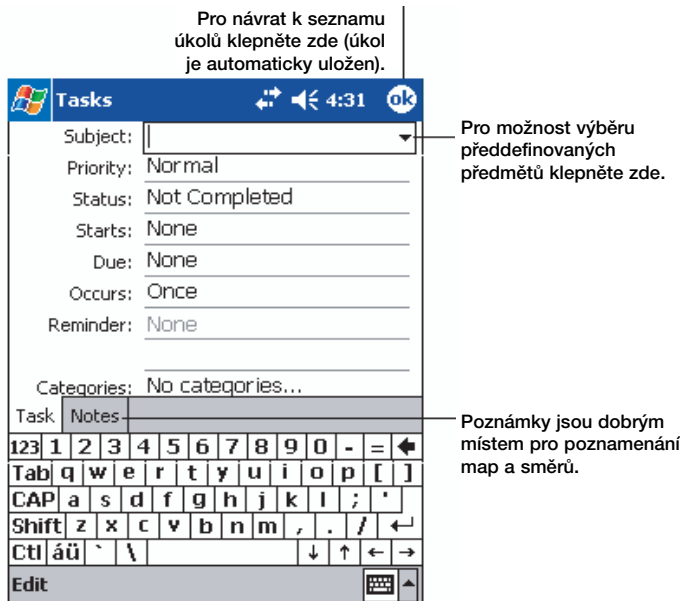 Pro návrat k seznamu
úkolů klepněte zde (úkol
je automaticky uložen).
Tasks 4:31 ok
Subject:
Pro možnost výběru
předdefinovaných
předmětů klepněte zde.
Priority: Normal
Status: Not Completed
Starts: None
Due: None
Occurs: Once
Reminder: None
Categories: No categories...
Task Notes
Poznámky jsou dobrým
místem pro poznamenání
map a směrů.
123 1 2 3 4 5 6 7 8 9 0 - =
Tab q w e r t y u i o p [ ]
CAP a s d f g h j k l ; '
Shift z x c v b n m , . /
Ctl áü ` \
Edit